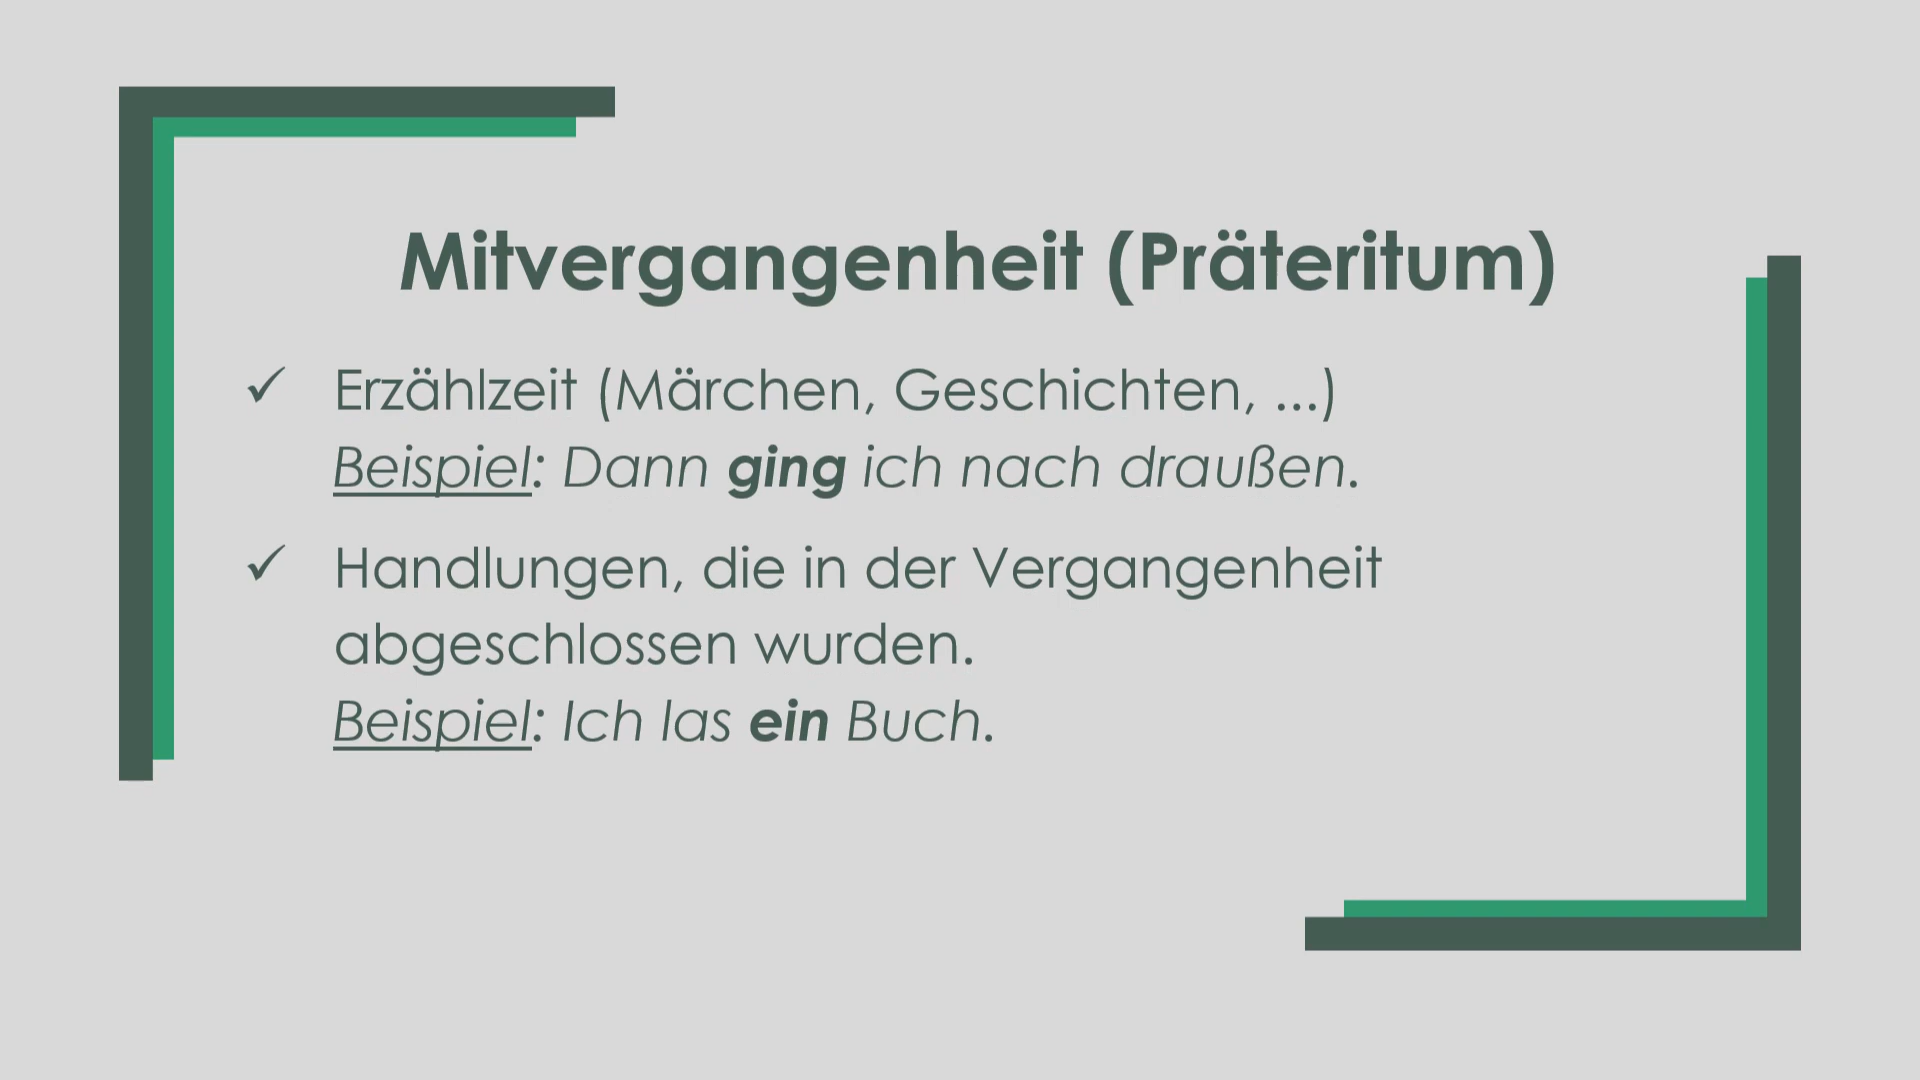 Mitvergangenheit (Präteritum)
✓ Erzählzeit (Märchen, Geschichten, ...)
Beispiel: Dann ging ich nach draußen.
✓ Handlungen, die in der Vergangenheit
abgeschlossen wurden.
Beispiel: Ich las ein Buch.